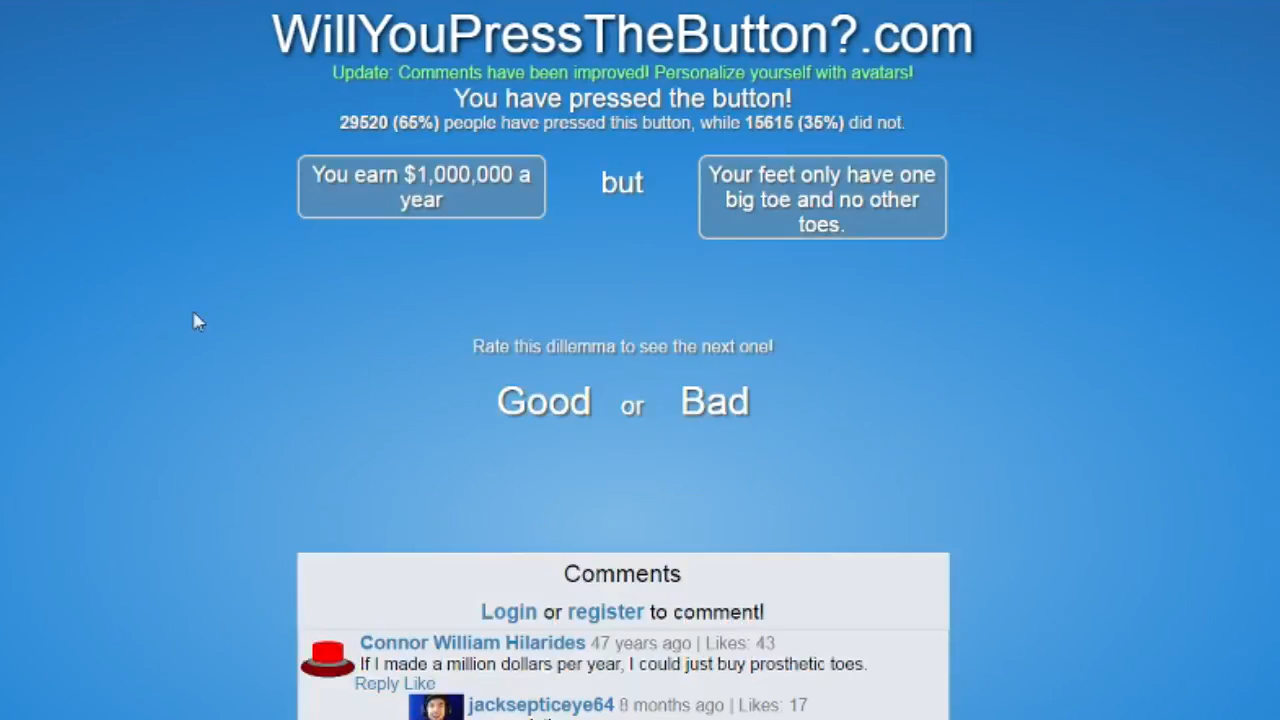 WillYouPressTheButton?.com
Update: Comments have been improved! Personalize yourself with avatars!
You have pressed the button!
29520 (65%) people have pressed this button, while 15615 (35%) did not.
You earn $1,000,000 a
year
but
Your feet only have one
big toe and no other
toes.
Rate this dillemma to see the next one!
Good or Bad
Comments
Login or register to comment!
Connor William Hilarides 47 years ago | Likes: 43
If I made a million dollars per year, I could just buy prosthetic toes.
Reply Like
jacksepticeye64 8 months ago | Likes: 17